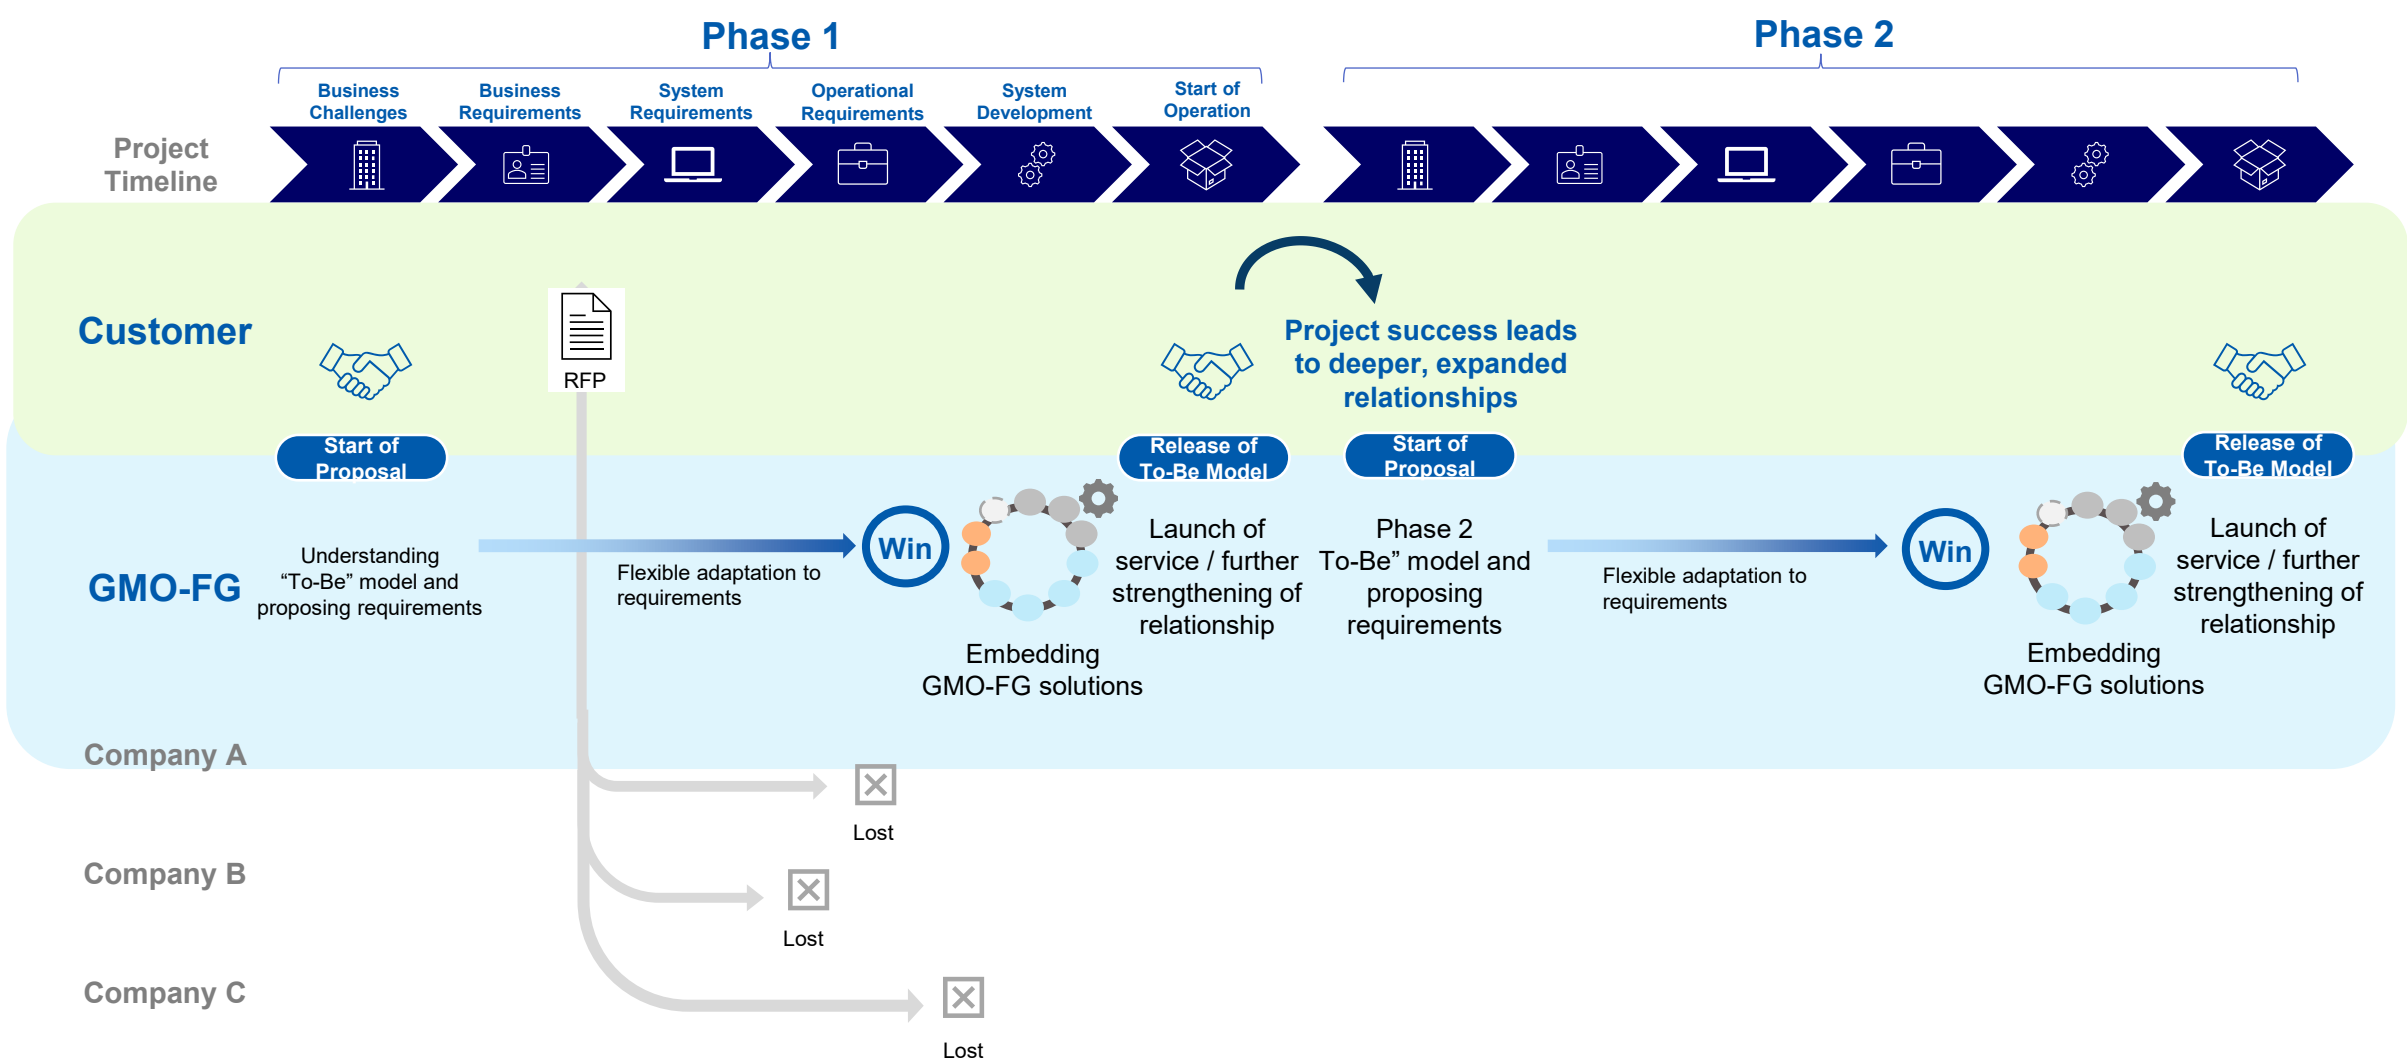 Phase 1
Phase 2
Business
Challenges
Business
Requirements
System
Requirements
Operational
Requirements
System
Development
Start of
Operation
Project
Timeline
Customer
RFP
Project success leads
to deeper, expanded
relationships
Start of
Proposal
Release of
To-Be Model
Start of
Proposal
Release of
To-Be Model
GMO-FG
Understanding
“To-Be” model and
proposing requirements
Flexible adaptation to
requirements
Win
Embedding
GMO-FG solutions
Launch of
service / further
strengthening of
relationship
Phase 2
To-Be” model and
proposing
requirements
Flexible adaptation to
requirements
Win
Embedding
GMO-FG solutions
Launch of
service / further
strengthening of
relationship
Company A
Lost
Company B
Lost
Company C
Lost